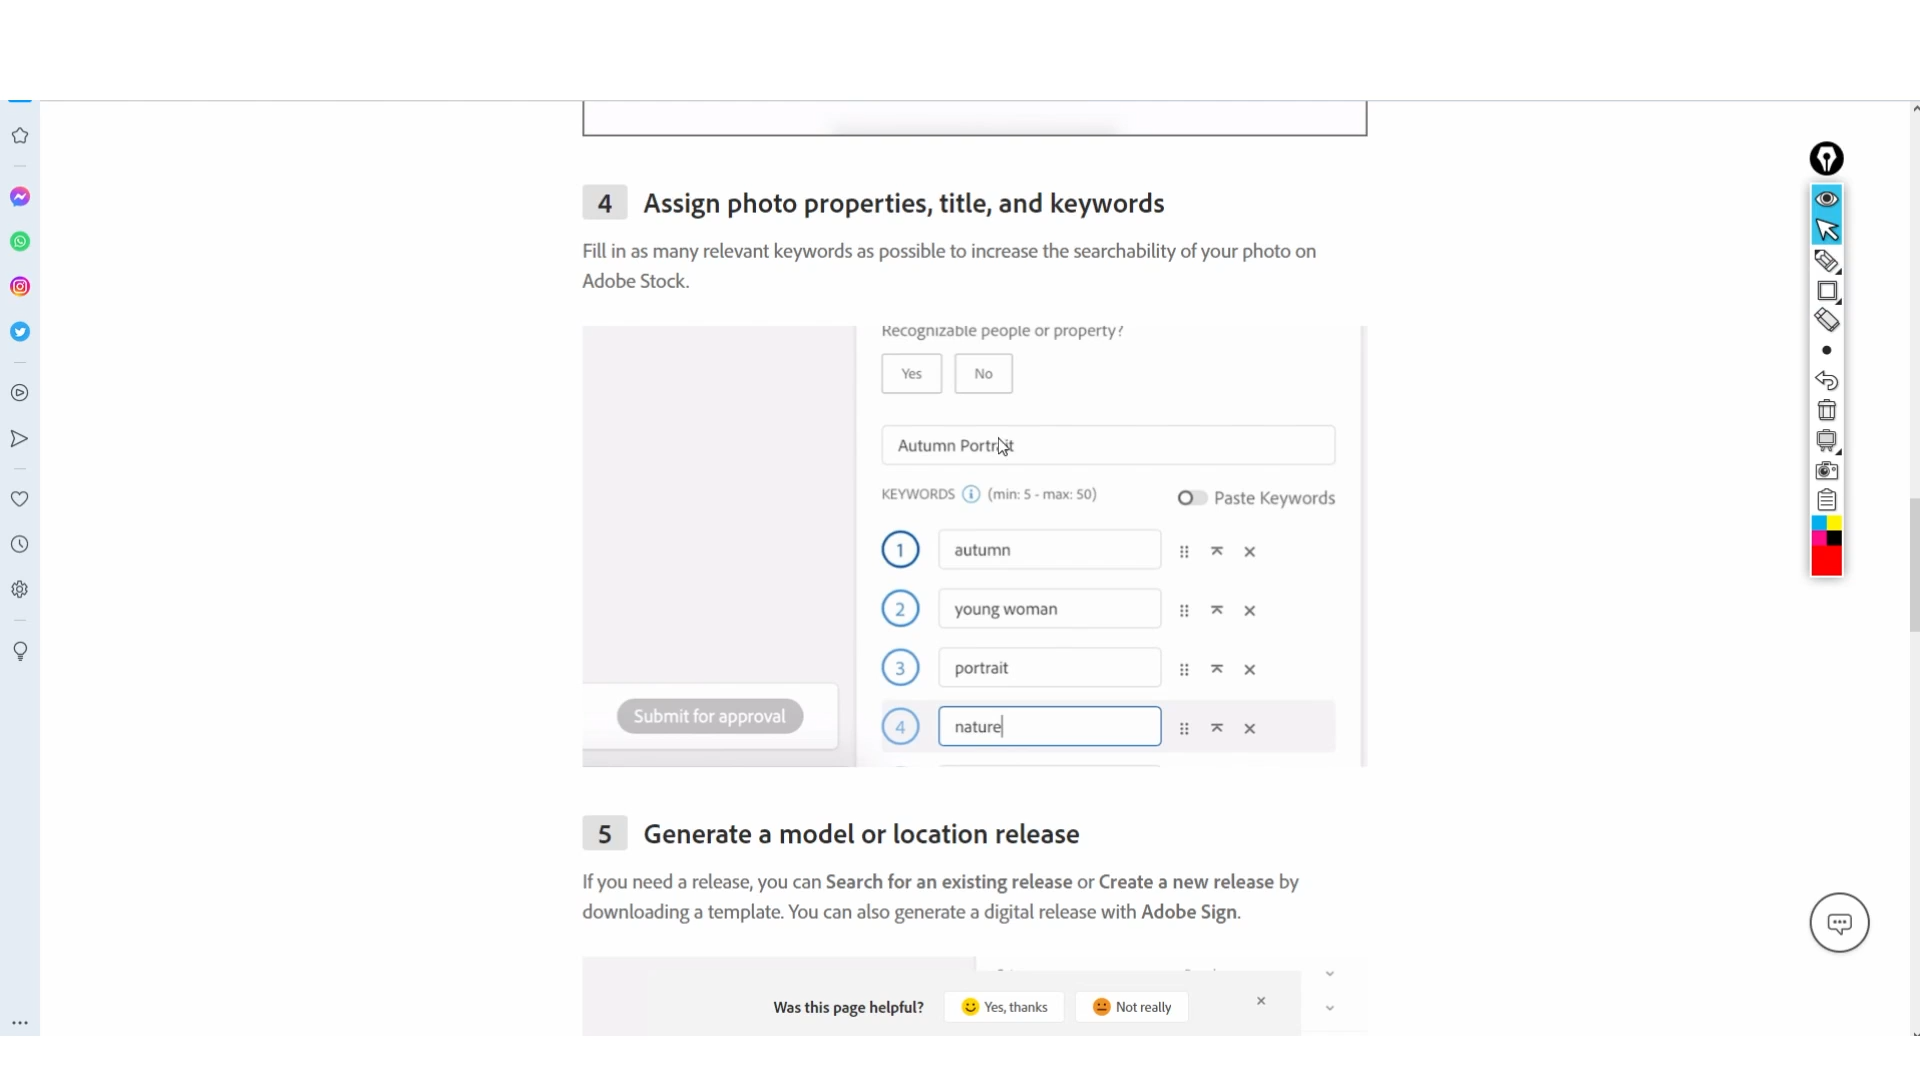 4 Assign photo properties, title, and keywords
Fill in as many relevant keywords as possible to increase the searchability of your photo on
Adobe Stock.
Recognizable people or property?
Yes No
Autumn Portrait
KEYWORDS i (min: 5 - max: 50) Paste Keywords
1 autumn
2 young woman
3 portrait
Submit for approval
4 nature
5 Generate a model or location release
If you need a release, you can Search for an existing release or Create a new release by
downloading a template. You can also generate a digital release with Adobe Sign.
Was this page helpful? Yes, thanks Not really